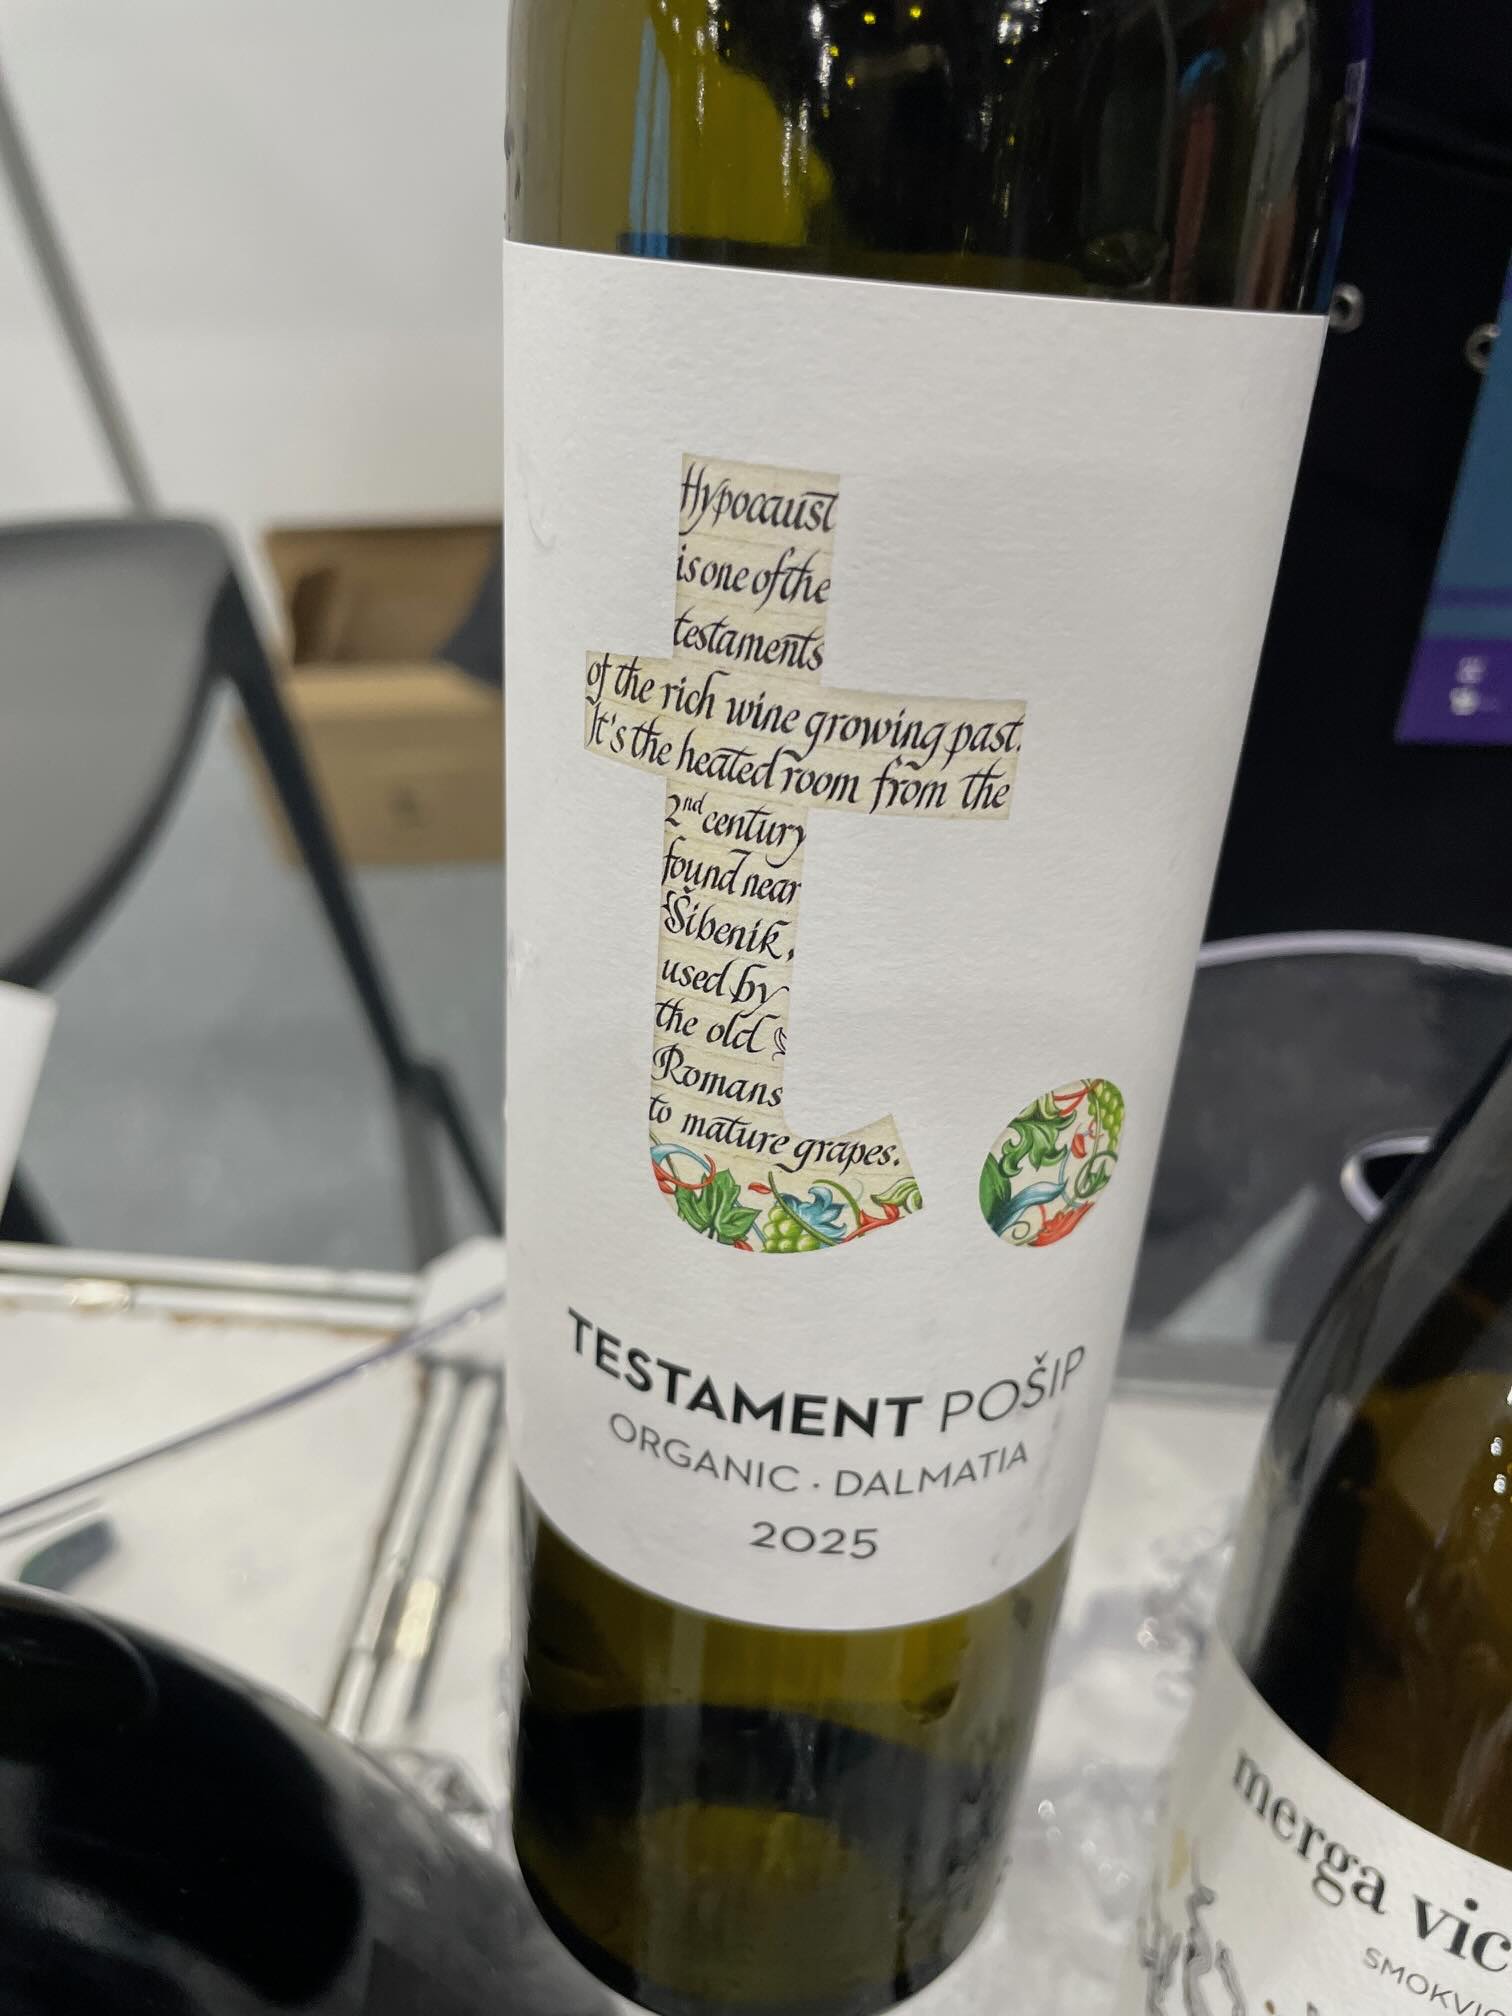 Hypocaust
is one of the
testaments
of the rich wine growing past.
It's the heated room from the
2nd century
found near
Šibenik,
used by
the old
Romans
to mature grapes.
TESTAMENT POŠIP
ORGANIC · DALMATIA
2025
merga vic
SMOKVIC